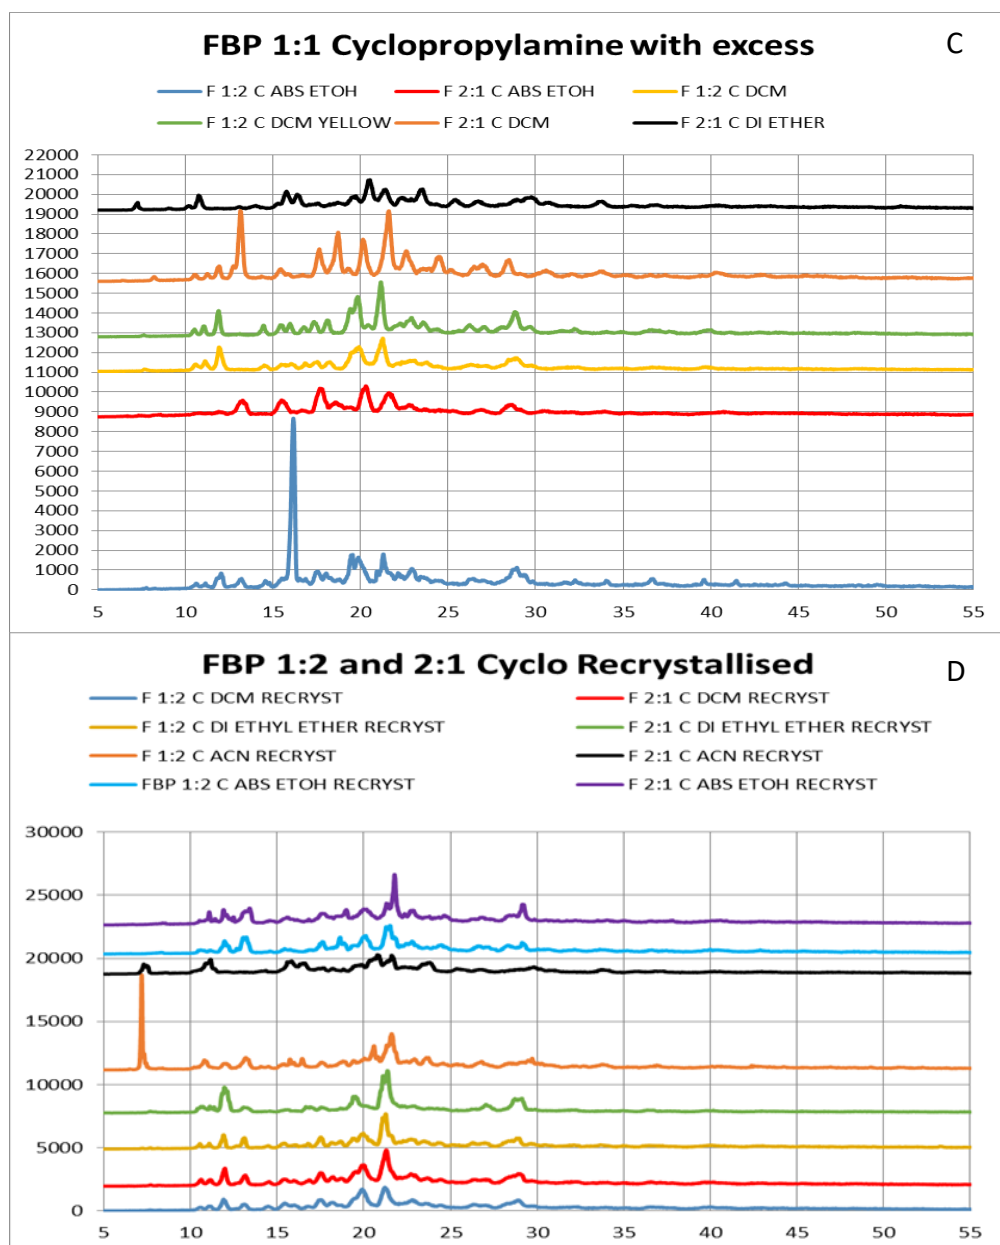 FBP 1:1 Cyclopropylamine with excess
C
F 1:2 C ABS ETOH
F 2:1 C ABS ETOH
F 1:2 C DCM
F 1:2 C DCM YELLOW
F 2:1 C DCM
F 2:1 C DI ETHER
22000
21000
20000
19000
18000
17000
16000
15000
14000
13000
12000
11000
10000
9000
8000
7000
6000
5000
4000
3000
2000
1000
0
5 10 15 20 25 30 35 40 45 50 55
FBP 1:2 and 2:1 Cyclo Recrystallised
D
F 1:2 C DCM RECRYST
F 2:1 C DCM RECRYST
F 1:2 C DI ETHYL ETHER RECRYST
F 2:1 C DI ETHYL ETHER RECRYST
F 1:2 C ACN RECRYST
F 2:1 C ACN RECRYST
FBP 1:2 C ABS ETOH RECRYST
F 2:1 C ABS ETOH RECRYST
30000
25000
20000
15000
10000
5000
0
5 10 15 20 25 30 35 40 45 50 55